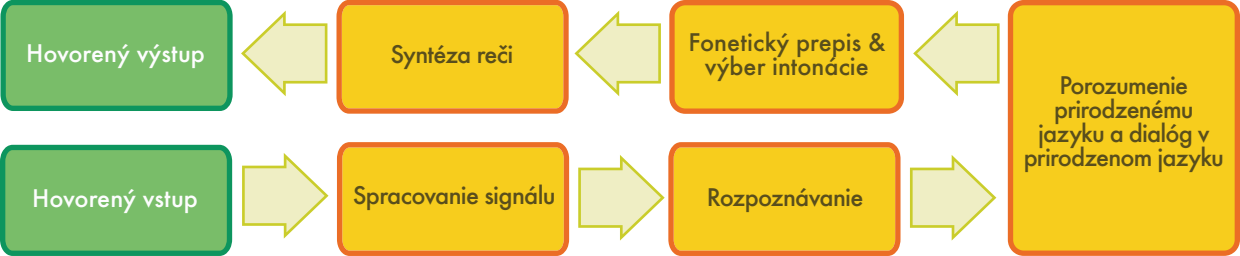 Hovorený výstup
Syntéza reči
Fonetický prepis &
výber intonácie
Porozumenie
prirodzenému
jazyku a dialóg v
prirodzenom jazyku
Hovorený vstup
Spracovanie signálu
Rozpoznávanie